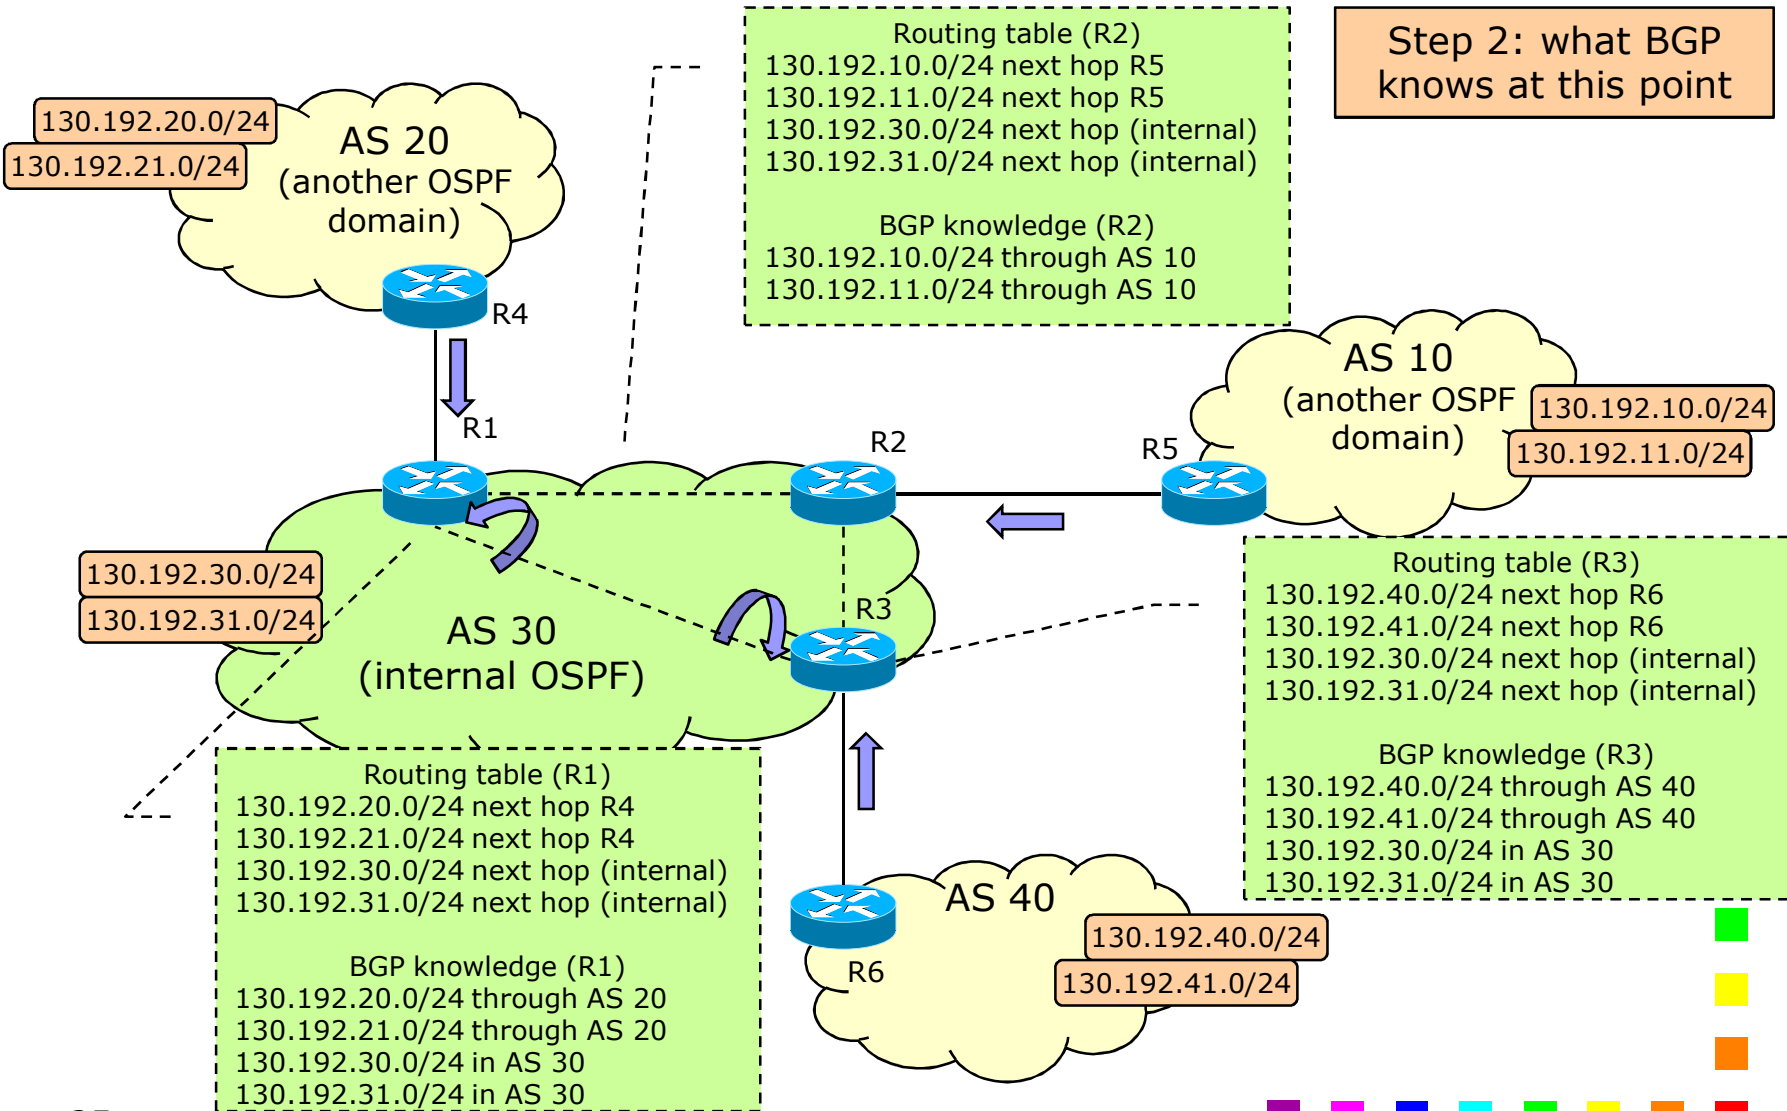 Step 2: what BGP
knows at this point
Routing table (R2)
130.192.10.0/24 next hop R5
130.192.11.0/24 next hop R5
130.192.30.0/24 next hop (internal)
130.192.31.0/24 next hop (internal)
BGP knowledge (R2)
130.192.10.0/24 through AS 10
130.192.11.0/24 through AS 10
130.192.20.0/24
130.192.21.0/24
AS 20
(another OSPF
domain)
R4
R1
R2
R5
AS 10
(another OSPF
domain)
130.192.10.0/24
130.192.11.0/24
130.192.30.0/24
130.192.31.0/24
AS 30
(internal OSPF)
R3
Routing table (R3)
130.192.40.0/24 next hop R6
130.192.41.0/24 next hop R6
130.192.30.0/24 next hop (internal)
130.192.31.0/24 next hop (internal)
BGP knowledge (R3)
130.192.40.0/24 through AS 40
130.192.41.0/24 through AS 40
130.192.30.0/24 in AS 30
130.192.31.0/24 in AS 30
Routing table (R1)
130.192.20.0/24 next hop R4
130.192.21.0/24 next hop R4
130.192.30.0/24 next hop (internal)
130.192.31.0/24 next hop (internal)
BGP knowledge (R1)
130.192.20.0/24 through AS 20
130.192.21.0/24 through AS 20
130.192.30.0/24 in AS 30
130.192.31.0/24 in AS 30
AS 40
R6
130.192.40.0/24
130.192.41.0/24